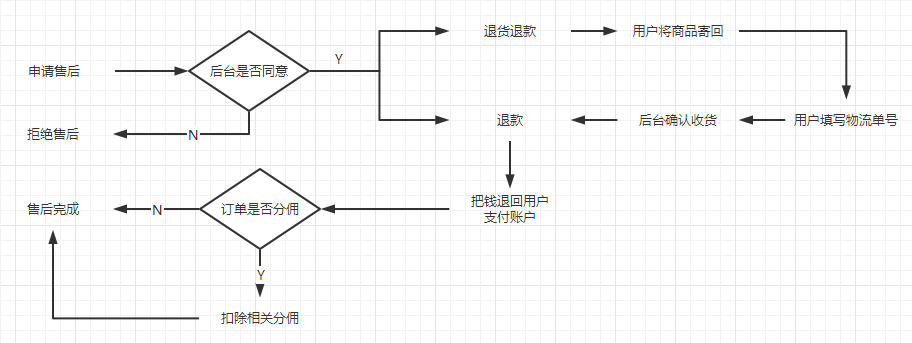 退货退款
用户将商品寄回
Y
申请售后
后台是否同意
退款
后台确认收货
用户填写物流单号
拒绝售后
N
把钱退回用户
支付账户
售后完成
N
订单是否分佣
Y
扣除相关分佣